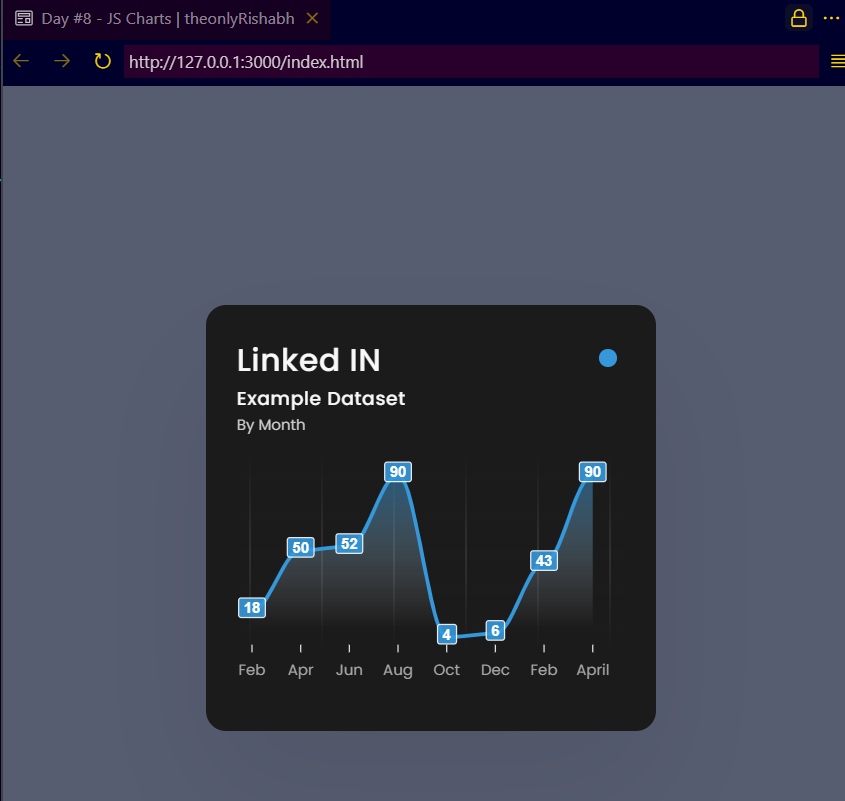 Day #8 - JS Charts | theonlyRishabh
http://127.0.0.1:3000/index.html
Linked IN
Example Dataset
By Month
90 90
50 52 43
18 4 6
Feb Apr Jun Aug Oct Dec Feb April